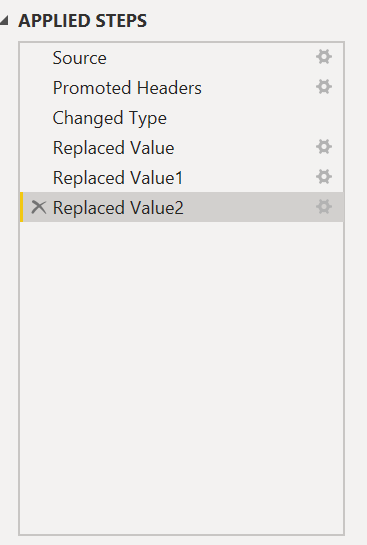 APPLIED STEPS
Source
Promoted Headers
Changed Type
Replaced Value
Replaced Value1
Replaced Value2